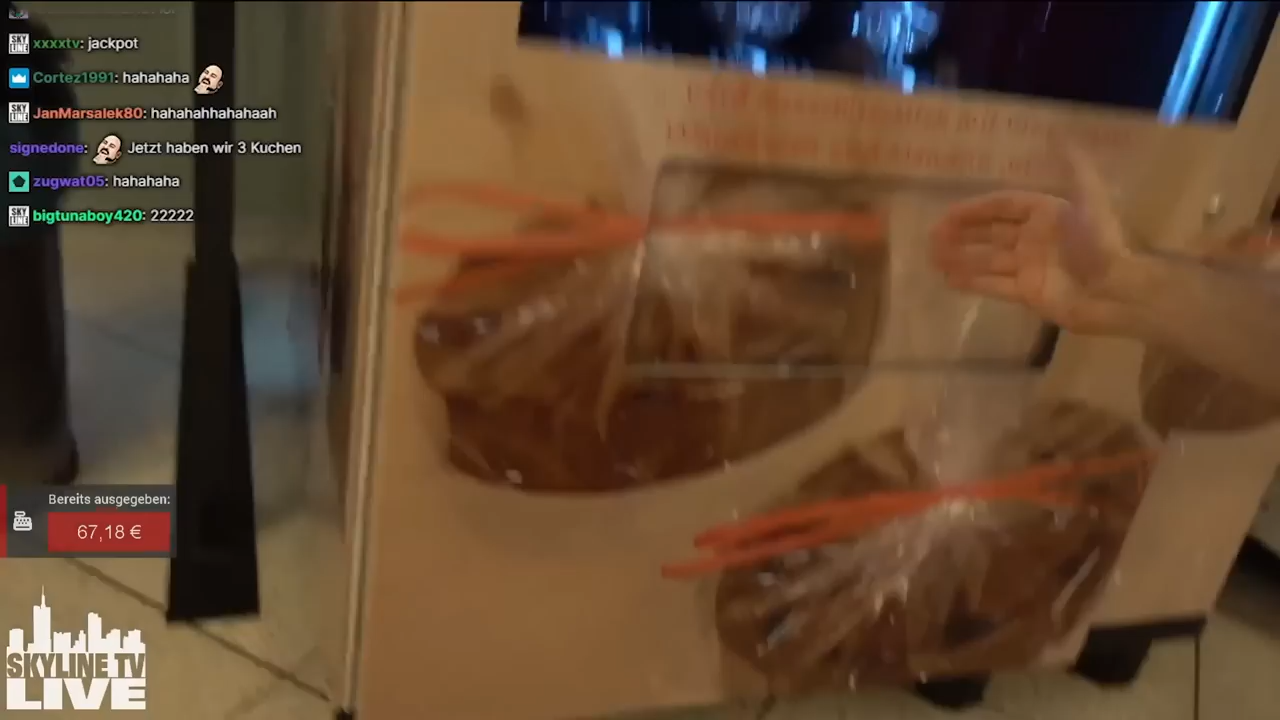 xxxxtv: jackpot
Cortez1991: hahahaha
JanMarsalek80: hahahahhahahaah
signedone: Jetzt haben wir 3 Kuchen
zugwat05: hahahaha
bigtunaboy420: 22222
Bereits ausgegeben:
67,18 €
SKYLINE TV
LIVE